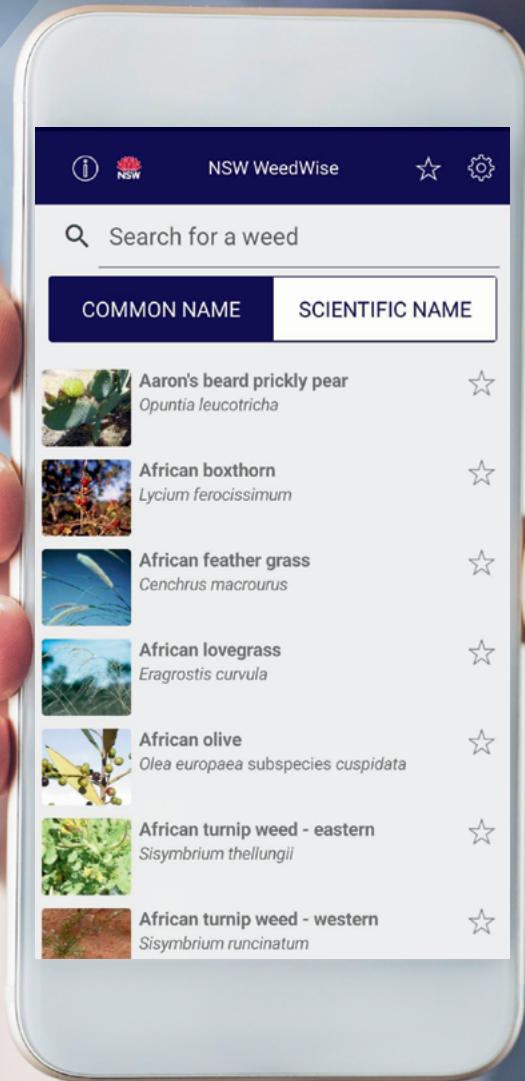 NSW
NSW WeedWise
Search for a weed
COMMON NAME
SCIENTIFIC NAME
Aaron's beard prickly pear
Opuntia leucotricha
African boxthorn
Lycium ferocissimum
African feather grass
Cenchrus macrourus
African lovegrass
Eragrostis curvula
African olive
Olea europaea subspecies cuspidata
African turnip weed - eastern
Sisymbrium thellungii
African turnip weed - western
Sisymbrium runcinatum